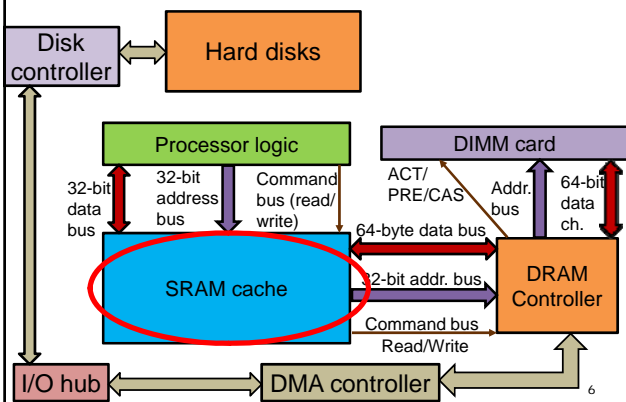 Disk
controller
Hard disks
Processor logic
DIMM card
32-bit
data
bus
32-bit
address
bus
Command
bus (read/
write)
ACT/
PRE/CAS
Addr.
bus
64-bit
data
ch.
64-byte data bus
SRAM cache
32-bit addr. bus
DRAM
Controller
Command bus
Read/Write
I/O hub
DMA controller
6